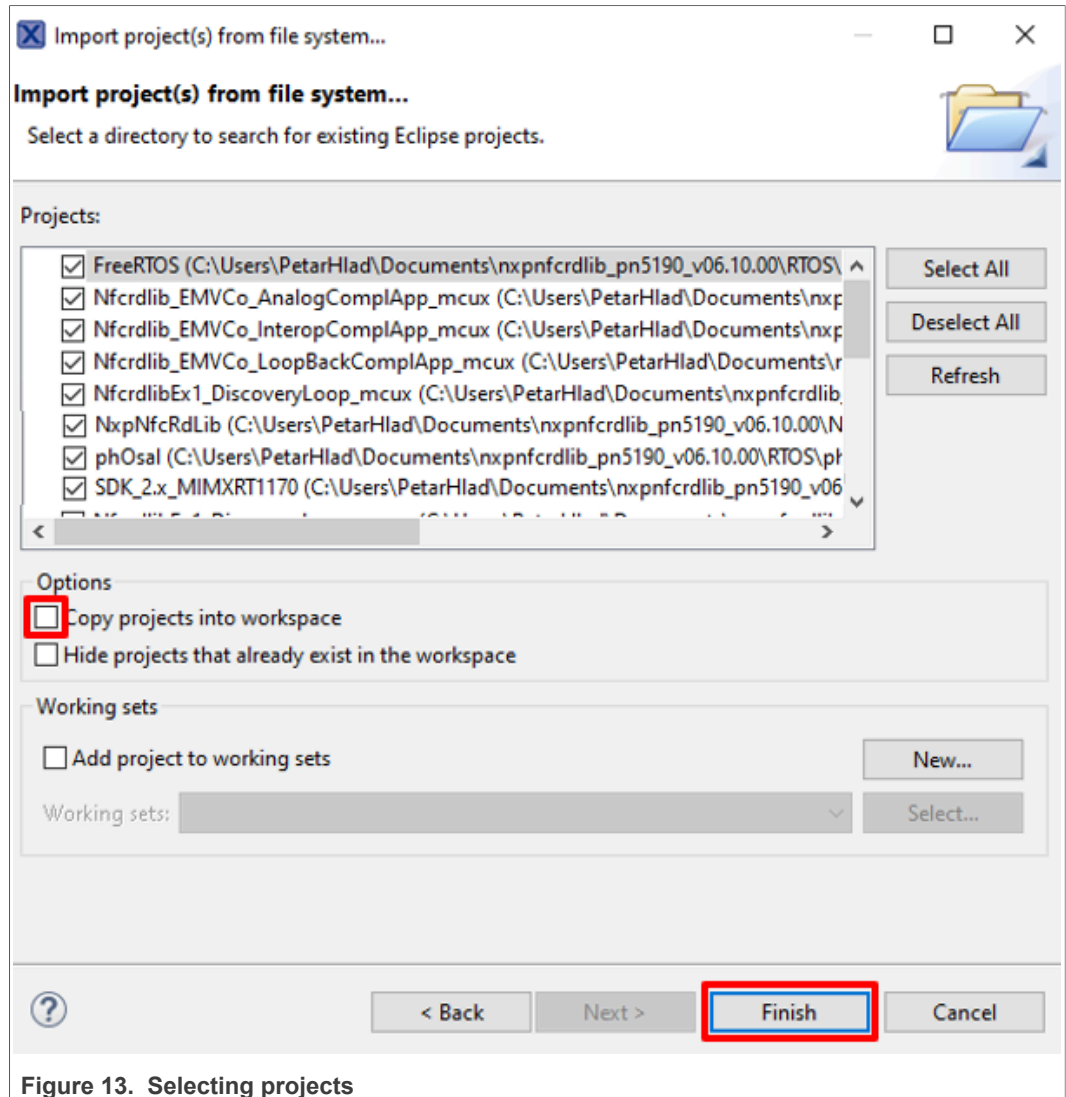 Import project(s) from file system...
Import project(s) from file system...
Select a directory to search for existing Eclipse projects.
Projects:
FreeRTOS (C:\Users\PetarHlad\Documents\nxpnfcrdlib_pn5190_v06.10.00\RTOS\
Select All
Nfcrdlib_EMVCo_AnalogComplApp_mcux (C:\Users\PetarHlad\Documents\nxp
Nfcrdlib_EMVCo_InteropComplApp_mcux (C:\Users\PetarHlad\Documents\nxp
Deselect All
Nfcrdlib_EMVCo_LoopBackComplApp_mcux (C:\Users\PetarHlad\Documents\r
NfcrdlibEx1_DiscoveryLoop_mcux (C:\Users\PetarHlad\Documents\nxpnfcrdlib_
Refresh
NxpNfcRdLib (C:\Users\PetarHlad\Documents\nxpnfcrdlib_pn5190_v06.10.00\N
phOsal (C:\Users\PetarHlad\Documents\nxpnfcrdlib_pn5190_v06.10.00\RTOS\ph
SDK_2.x_MIMXRT1170 (C:\Users\PetarHlad\Documents\nxpnfcrdlib_pn5190_v06
Options
Copy projects into workspace
Hide projects that already exist in the workspace
Working sets
Add project to working sets
New...
Working sets:
Select...
?
< Back
Next >
Finish
Cancel
Figure 13. Selecting projects